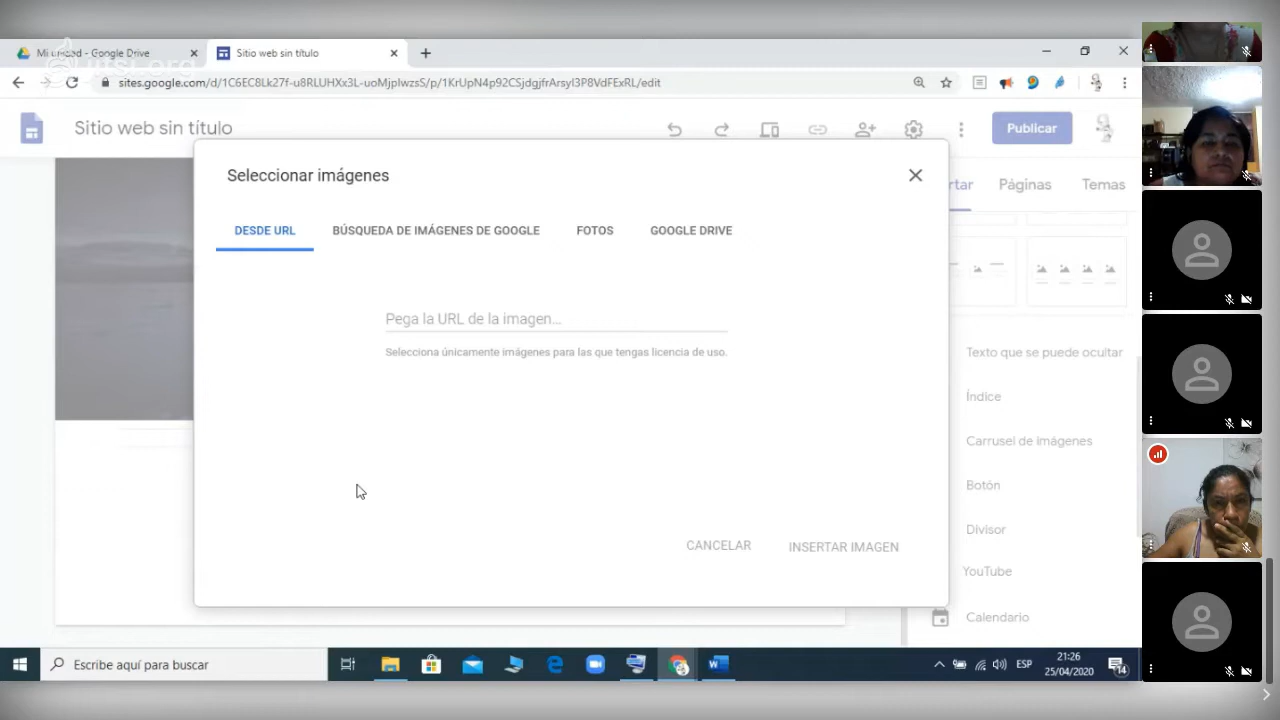 Mi unidad - Google Drive
Sitio web sin título
sites.google.com/d/1C6EC8Lk27f-u8RLUHXx3L-uoMjplwzsS/p/1KrUpN4p92CSjdgjfrArsyl3P8VdFExRL/edit
Sitio web sin título
Publicar
Seleccionar imágenes
rtar
Páginas
Temas
DESDE URL
BÚSQUEDA DE IMÁGENES DE GOOGLE
FOTOS
GOOGLE DRIVE
Pega la URL de la imagen...
Selecciona únicamente imágenes para las que tengas licencia de uso.
Texto que se puede ocultar
Índice
Carrusel de imágenes
Botón
Divisor
YouTube
Calendario
CANCELAR
INSERTAR IMAGEN
Escribe aquí para buscar
ESP
21:26
25/04/2020
14